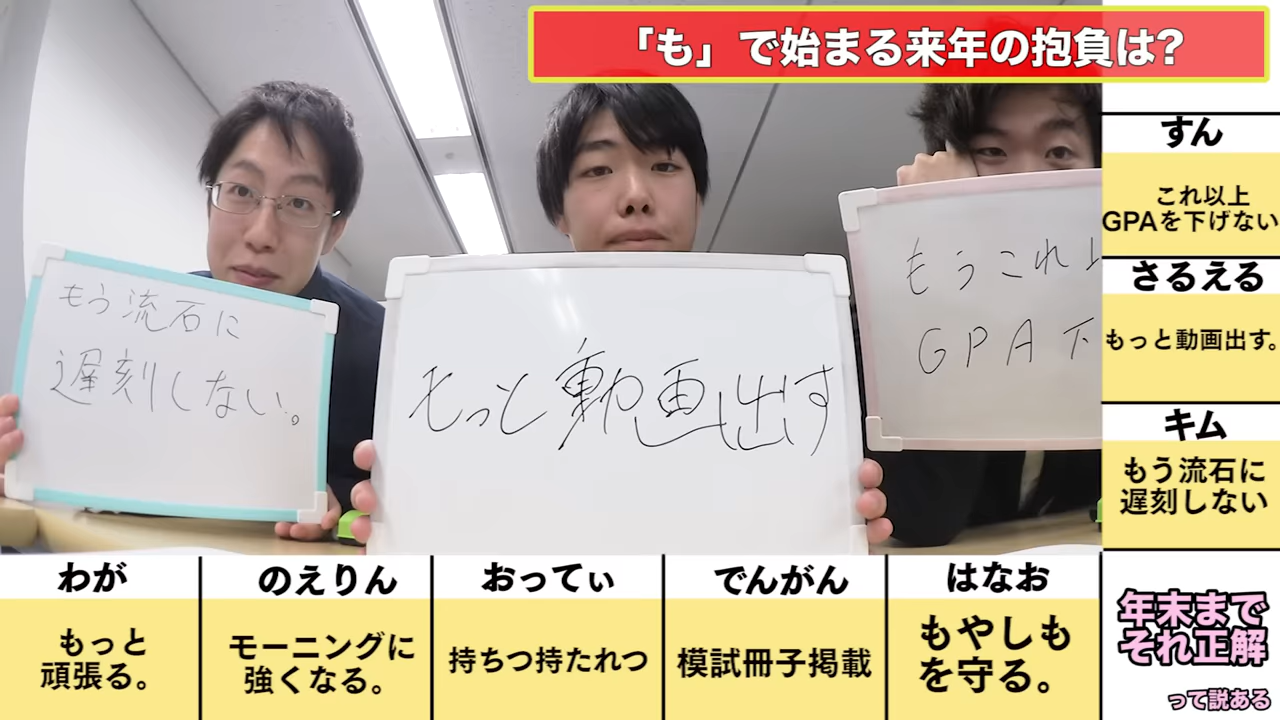 「も」で始まる来年の抱負は?
もう流石に
遅刻しない。
もっと動画出す
もうこれ
GPA下
すん
これ以上
GPAを下げない
さるえる
もっと動画出す。
キム
もう流石に
遅刻しない
わが
もっと
頑張る。
のえりん
モーニングに
強くなる。
おってぃ
持ちつ持たれつ
でんがん
模試冊子掲載
はなお
もやしも
を守る。
年末まで
それ正解
って説ある